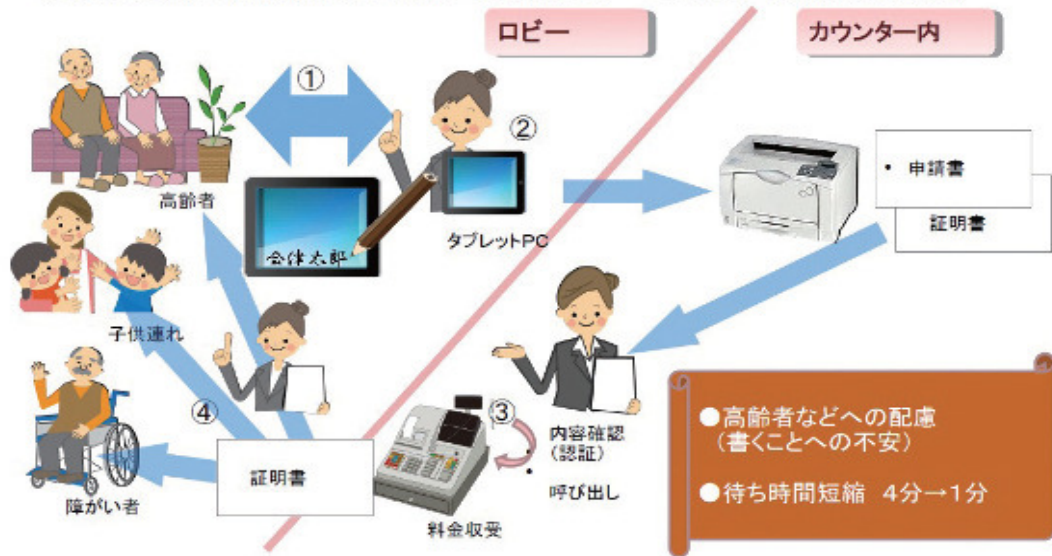 ロビー
カウンター内
①
②
・ 申請書
証明書
高齢者
会津太郎
タブレットPC
子供連れ
④
③
障がい者
証明書
料金収受
内容確認
(認証)
・
呼び出し
●高齢者などへの配慮
(書くことへの不安)
●待ち時間短縮 4分→1分